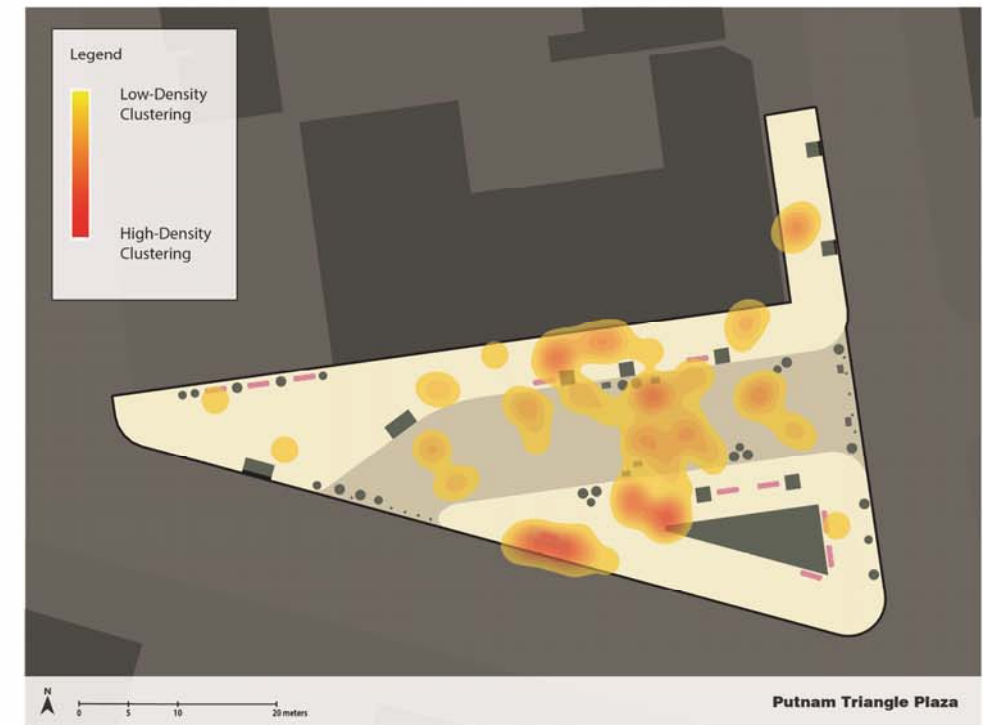 Legend
Low-Density
Clustering
High-Density
Clustering
N
0 5 10 20 meters
Putnam Triangle Plaza